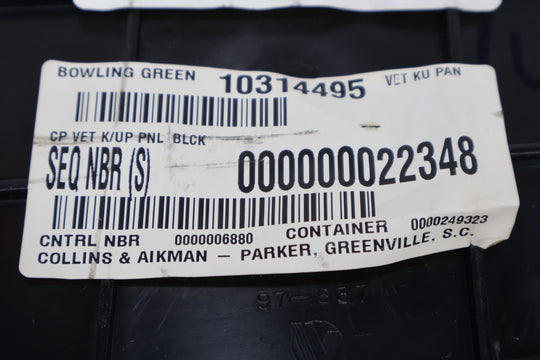 BOWLING GREEN 10314495 VET KU PAN
CP VET K/UP PNL BLCK
SEQ NBR (S) 000000022348
CNTRL NBR 0000006880 CONTAINER 0000249323
COLLINS & AIKMAN — PARKER, GREENVILLE, S.C.